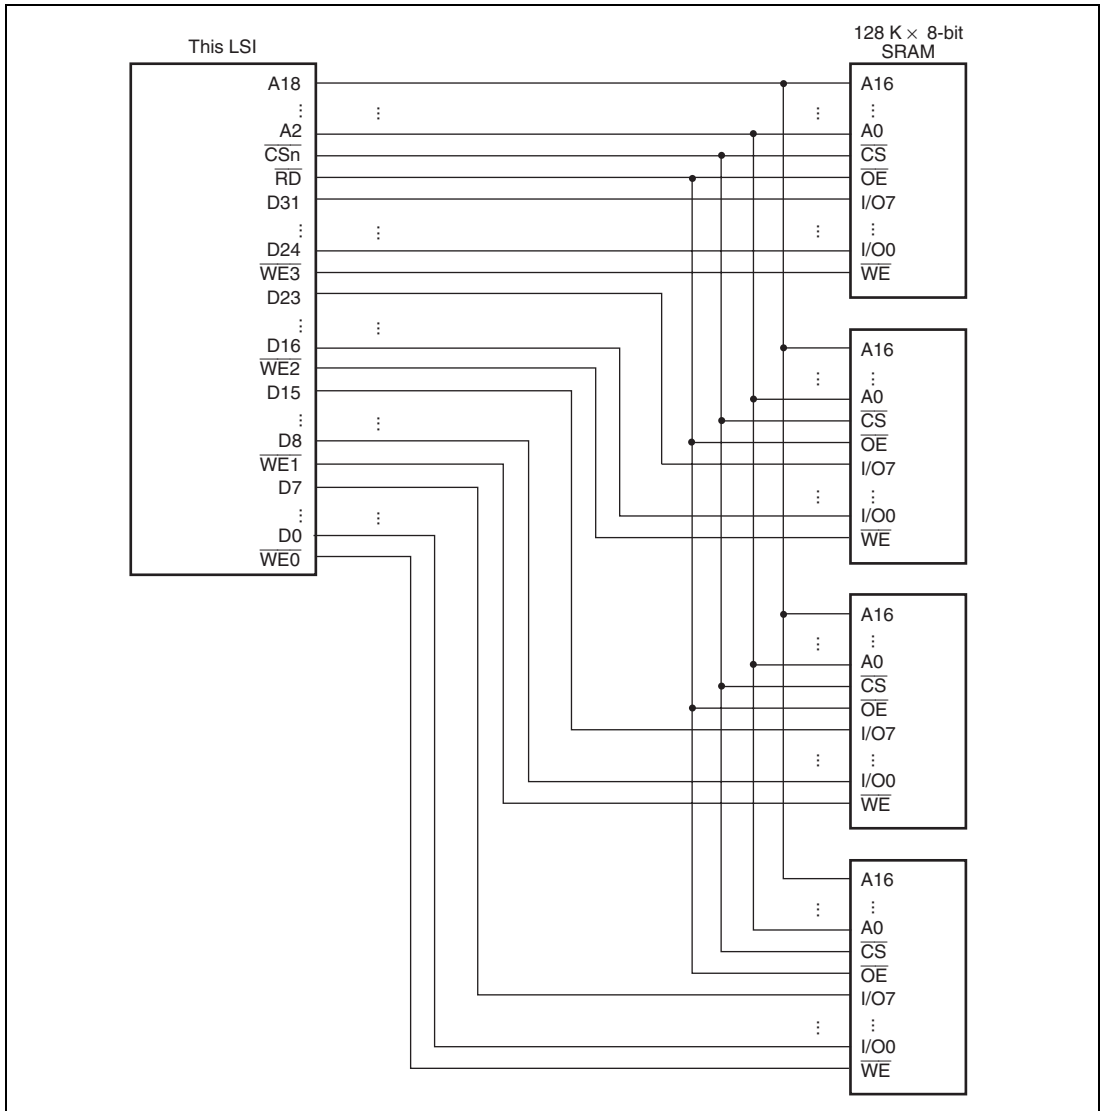 This LSI
A18
⋮
A2
CSn
RD
D31
⋮
D24
WE3
D23
⋮
D16
WE2
D15
⋮
D8
WE1
D7
⋮
D0
WE0
128 K × 8-bit
SRAM
A16
⋮
A0
CS
OE
I/O7
⋮
I/O0
WE
A16
⋮
A0
CS
OE
I/O7
⋮
I/O0
WE
A16
⋮
A0
CS
OE
I/O7
⋮
I/O0
WE
A16
⋮
A0
CS
OE
I/O7
⋮
I/O0
WE